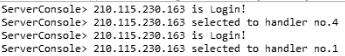 ServerConsole> 210.115.230.163 is Login!
ServerConsole> 210.115.230.163 selected to handler no.4
ServerConsole> 210.115.230.163 is Login!
ServerConsole> 210.115.230.163 selected to handler no.1